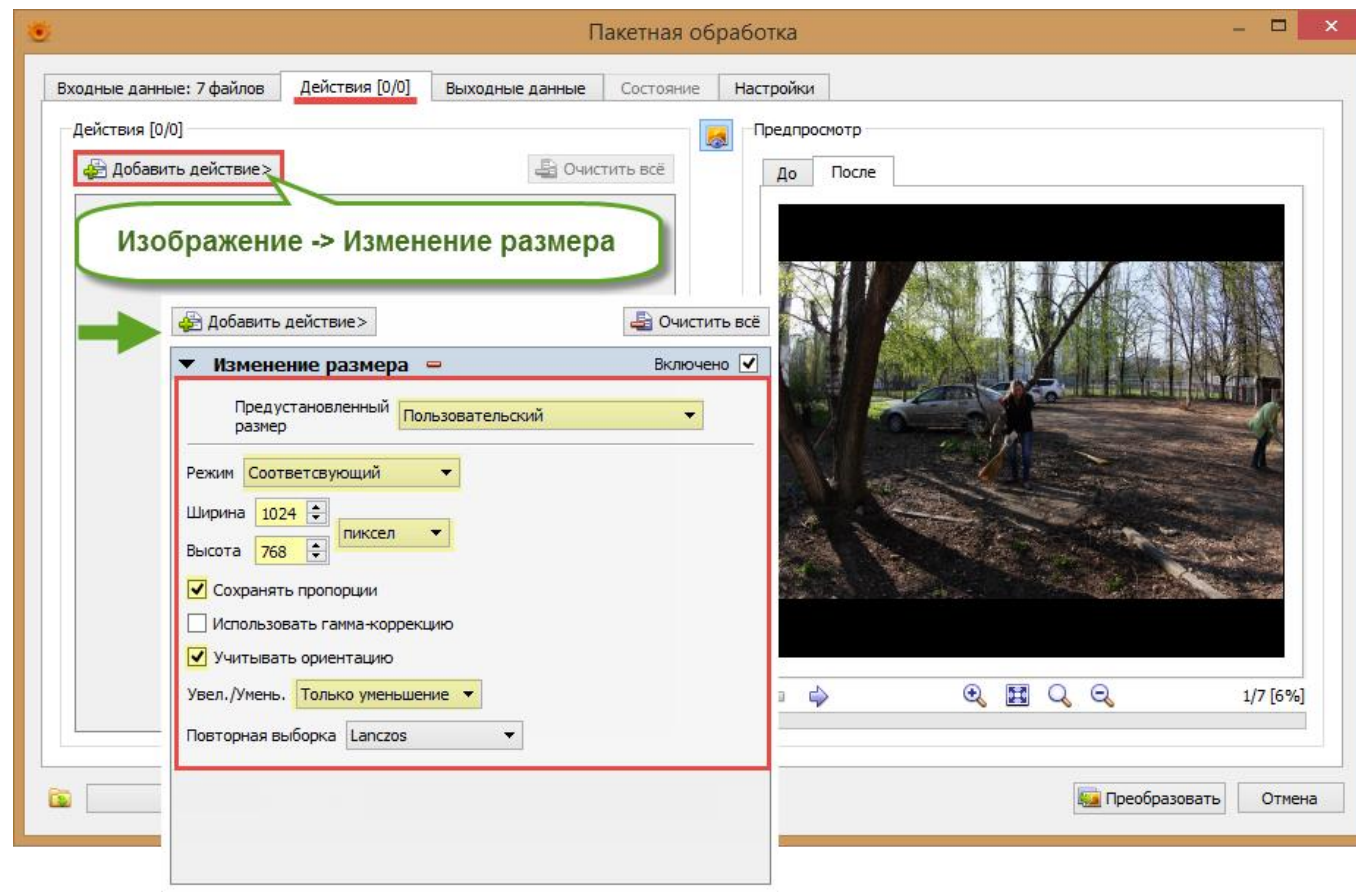 Пакетная обработка
Входные данные: 7 файлов
Действия [0/0]
Выходные данные
Состояние
Настройки
Действия [0/0]
Добавить действие>
Очистить всё
Изображение -> Изменение размера
Добавить действие>
Очистить всё
Изменение размера
Включено
Предустановленный
размер
Пользовательский
Режим Соответсвующий
Ширина 1024
пиксел
Высота 768
Сохранять пропорции
Использовать гамма-коррекцию
Учитывать ориентацию
Увел./Умень. Только уменьшение
Повторная выборка Lanczos
Предпросмотр
До
После
1/7 [6%]
Преобразовать
Отмена